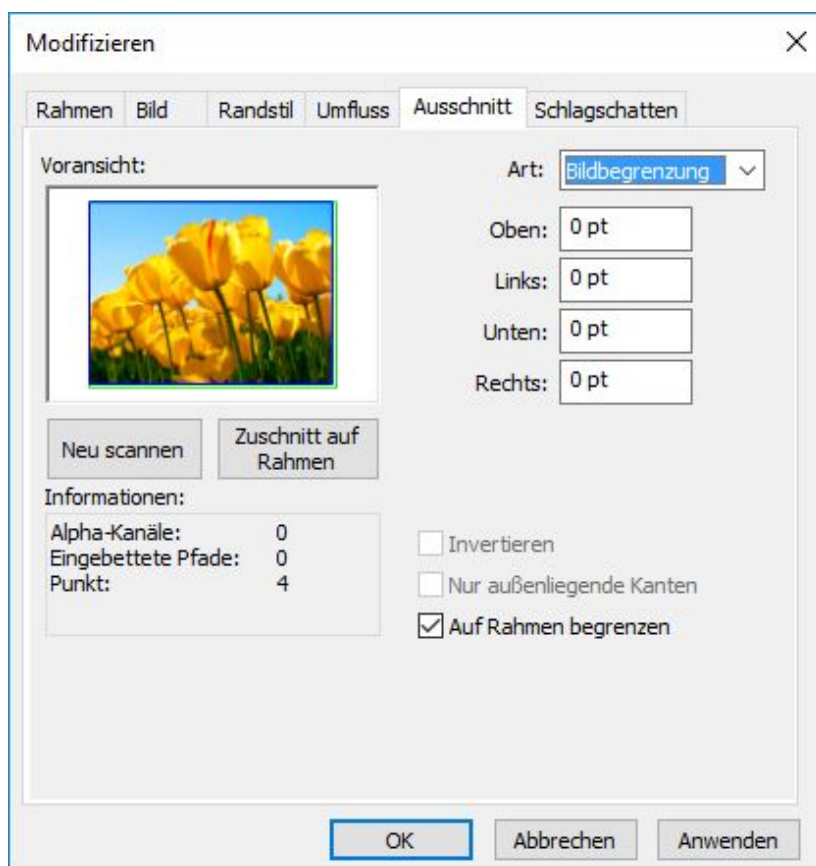 Modifizieren
Rahmen Bild Randstil Umfluss Ausschnitt Schlagschatten
Voransicht:
Art: Bildbegrenzung
Oben: 0 pt
Links: 0 pt
Unten: 0 pt
Rechts: 0 pt
Neu scannen
Zuschnitt auf
Rahmen
Informationen:
Alpha-Kanäle: 0
Eingebettete Pfade: 0
Punkt: 4
Invertieren
Nur außenliegende Kanten
Auf Rahmen begrenzen
OK Abbrechen Anwenden